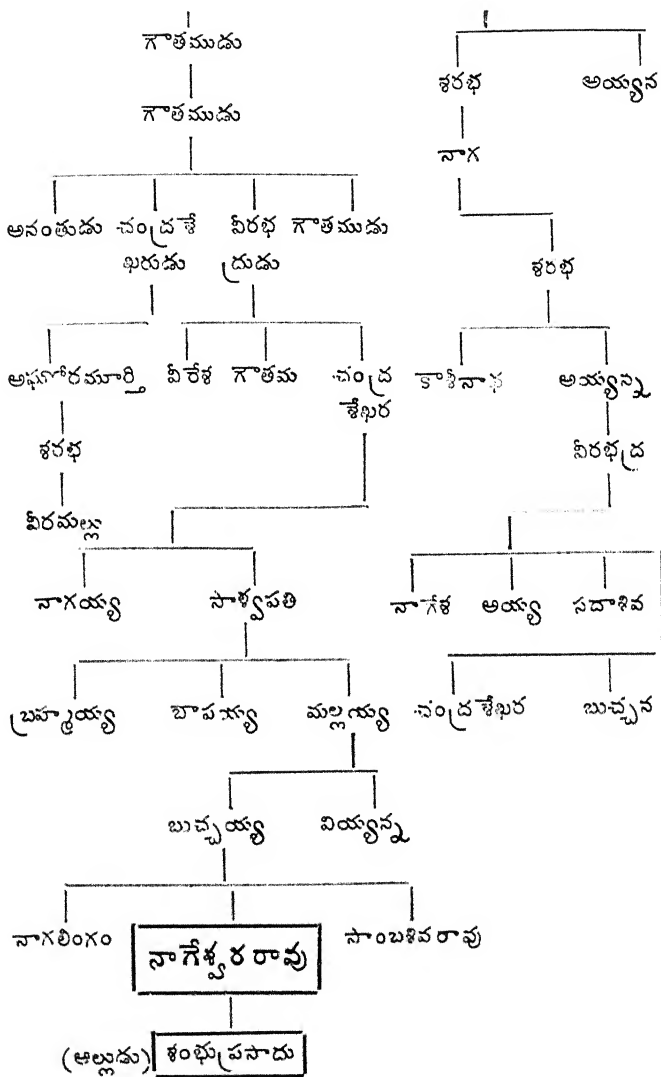 గౌతముడు
శరభ అయ్యన
గౌతముడు
నాగ
అనంతుడు చంద్రశే వీరభ గౌతముడు
ఖరుడు ద్రుడు
శరభ
అఘోరమూర్తి వీరేశ గౌతమ చంద్ర కాశీనాథ అయ్యన్న
శేఖర
శరభ వీరభద్ర
వీరమల్లు
నాగయ్య సాళ్వపతి నాగేశ అయ్య సదాశివ
బ్రహ్మయ్య బాపయ్య మల్లయ్య చంద్రశేఖర బుచ్చన
బుచ్చయ్య వియ్యన్న
నాగలింగం నాగేశ్వరరావు సాంబశివరావు
(అల్లుడు) శంభుప్రసాదు